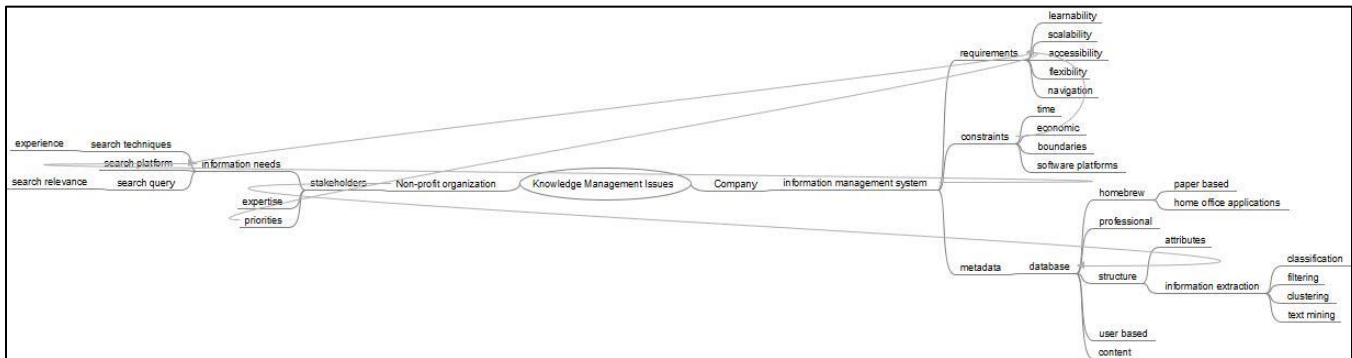 learnability
scalability
requirements
accessibility
flexibility
navigation
time
constraints
economic
boundaries
software platforms
experience
search techniques
search platform
information needs
search relevance
search query
stakeholders
Non-profit organization
Knowledge Management Issues
Company
information management system
expertise
priorities
paper based
homebrew
home office applications
professional
attributes
metadata
database
structure
information extraction
classification
filtering
clustering
text mining
user based
content